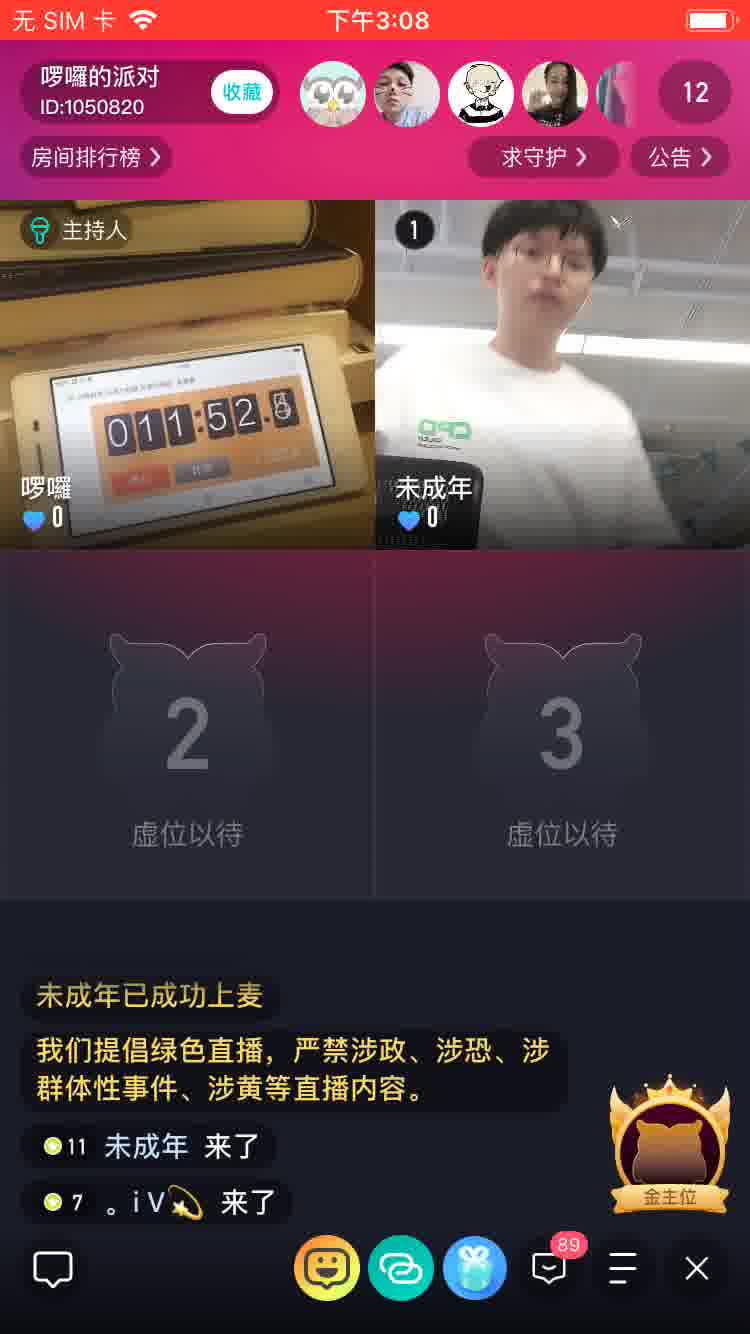 无 SIM 卡
下午3:08
啰囉的派对
ID:1050820
收藏
12
房间排行榜
求守护
公告
主持人
1
011:52.
啰囉
0
未成年
0
2
虚位以待
3
虚位以待
未成年已成功上麦
我们提倡绿色直播，严禁涉政、涉恐、涉
群体性事件、涉黄等直播内容。
11 未成年 来了
7 。i V 来了
金主位
89